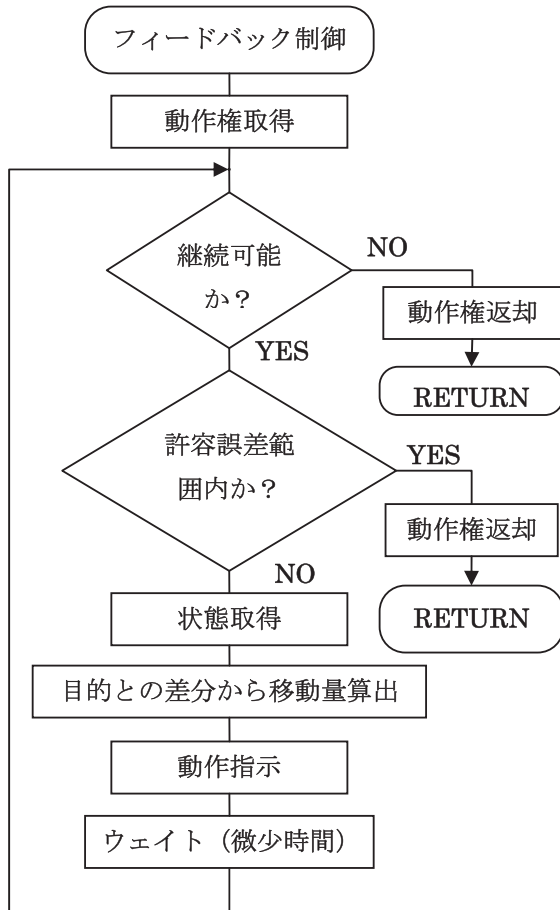 フィードバック制御
動作権取得
継続可能
か？
NO
動作権返却
RETURN
YES
許容誤差範
囲内か？
YES
動作権返却
RETURN
NO
状態取得
目的との差分から移動量算出
動作指示
ウェイト（微少時間）